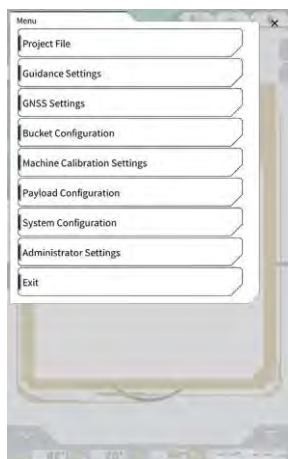 Menu
Project File
Guidance Settings
GNSS Settings
Bucket Configuration
Machine Calibration Settings
Payload Configuration
System Configuration
Administrator Settings
Exit